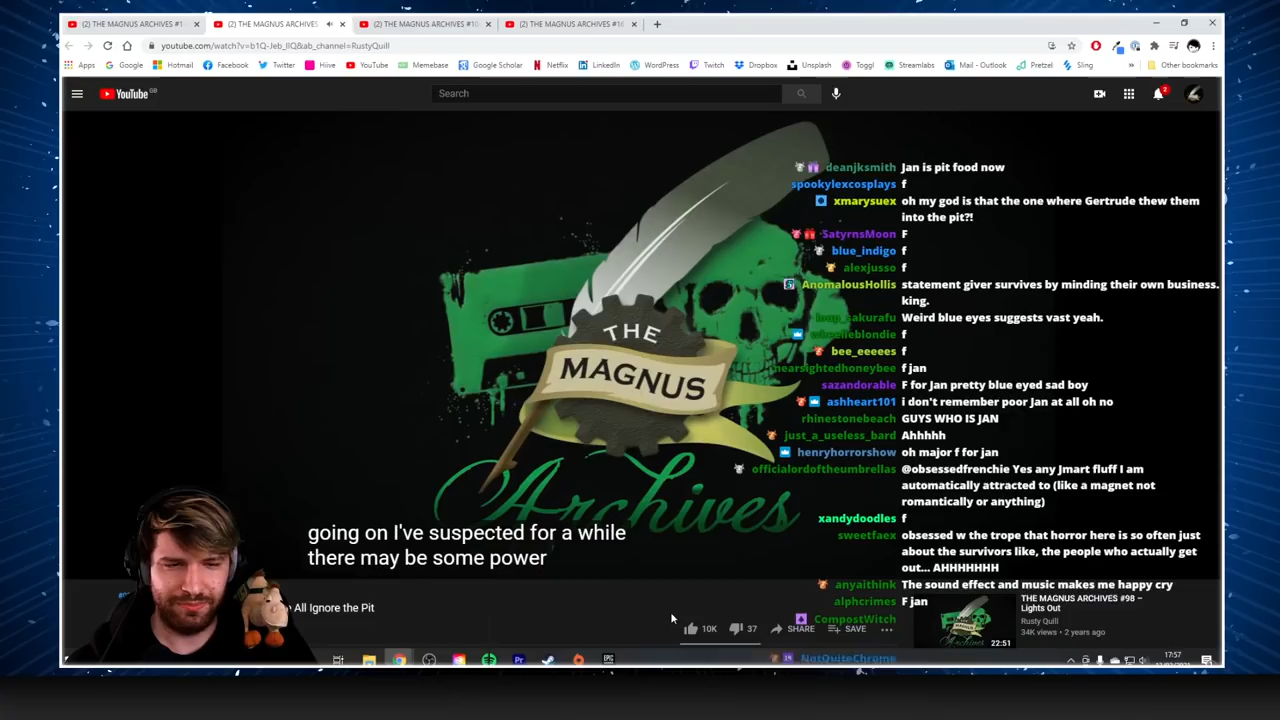 (2) THE MAGNUS ARCHIVES #1
(2) THE MAGNUS ARCHIVES
(2) THE MAGNUS ARCHIVES #10
(2) THE MAGNUS ARCHIVES #16
youtube.com/watch?v=b1Q-Jeb_lIQ&ab_channel=RustyQuill
Apps Google Hotmail Facebook Twitter Hiive YouTube Memebase Google Scholar Netflix LinkedIn WordPress Twitch Dropbox Unsplash Toggl Streamlabs Mail - Outlook Pretzel Sling » Other bookmarks
YouTube GB
Search
2
THE
MAGNUS
Archives
deanjksmith Jan is pit food now
spookylexcosplays f
xmarysuex oh my god is that the one where Gertrude thew them
into the pit?!
SatyrnsMoon F
blue_indigo f
alexjusso f
AnomalousHollis statement giver survives by minding their own business.
king.
Weird blue eyes suggests vast yeah.
f
bee_eeeees f
nearsightedhoneybee f jan
sazandorable F for Jan pretty blue eyed sad boy
ashheart101 i don't remember poor Jan at all oh no
rhinestonebeach GUYS WHO IS JAN
just_a_useless_bard Ahhhhh
henryhorrorshow oh major f for jan
officialordoftheumbrellas @obsessedfrenchie Yes any Jmart fluff I am
automatically attracted to (like a magnet not
romantically or anything)
xandydoodles f
sweetfaex obsessed w the trope that horror here is so often just
about the survivors like, the people who actually get
out... AHHHHHHH
anyaithink The sound effect and music makes me happy cry
alphcrimes F jan
CompostWitch
NotQuiteChrome
going on I've suspected for a while
there may be some power
All Ignore the Pit
10K 37 SHARE SAVE
THE MAGNUS ARCHIVES #98 –
Lights Out
Rusty Quill
34K views • 2 years ago
22:51
17:57